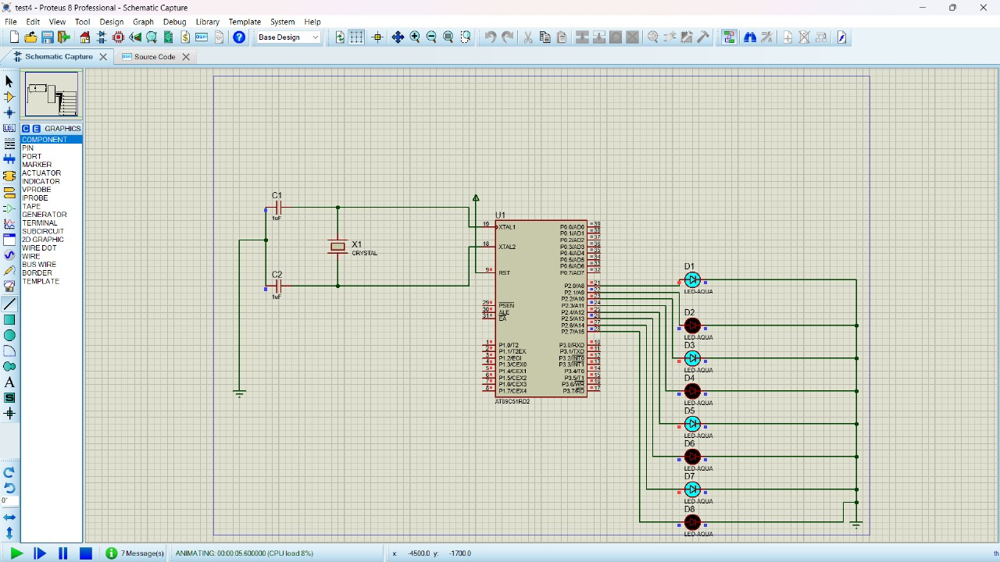 test4 - Proteus 8 Professional - Schematic Capture
File Edit View Tool Design Graph Debug Library Template System Help
Base Design
Schematic Capture
Source Code
C E GRAPHICS
COMPONENT
PIN
PORT
MARKER
ACTUATOR
INDICATOR
VPROBE
IPROBE
TAPE
GENERATOR
TERMINAL
SUBCIRCUIT
2D GRAPHIC
WIRE DOT
WIRE
BUS WIRE
BORDER
TEMPLATE
LBL
A
S
0°
C1
1uF
X1
CRYSTAL
C2
1uF
U1
19 XTAL1
18 XTAL2
9 RST
29 PSEN
30 ALE
31 EA
1 P1.0/T2
2 P1.1/T2EX
3 P1.2/ECI
4 P1.3/CEX0
5 P1.4/CEX1
6 P1.5/CEX2
7 P1.6/CEX3
8 P1.7/CEX4
P0.0/AD0 39
P0.1/AD1 38
P0.2/AD2 37
P0.3/AD3 36
P0.4/AD4 35
P0.5/AD5 34
P0.6/AD6 33
P0.7/AD7 32
P2.0/A8 21
P2.1/A9 22
P2.2/A10 23
P2.3/A11 24
P2.4/A12 25
P2.5/A13 26
P2.6/A14 27
P2.7/A15 28
P3.0/RXD 10
P3.1/TXD 11
P3.2/INT0 12
P3.3/INT1 13
P3.4/T0 14
P3.5/T1 15
P3.6/WR 16
P3.7/RD 17
AT89C51RD2
D1
LED-AQUA
D2
LED-AQUA
D3
LED-AQUA
D4
LED-AQUA
D5
LED-AQUA
D6
LED-AQUA
D7
LED-AQUA
D8
LED-AQUA
7 Message(s)
ANIMATING: 00:00:05.600000 (CPU load 8%)
x: -4500.0 y: -1700.0
th